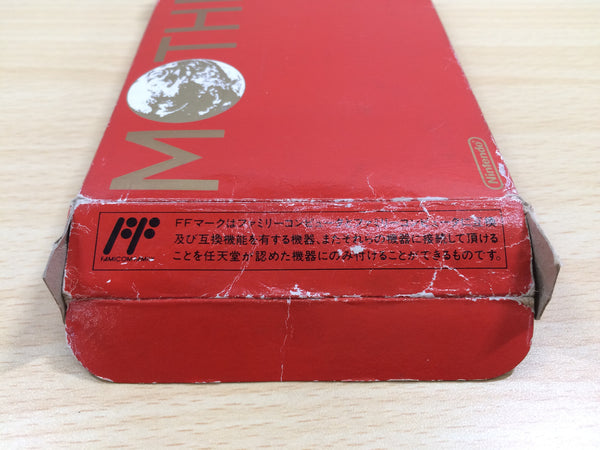 MOTHE
Nintendo
FF
FAMICOM
FFマークはファミリーコンピ
及び互換機能を有する機器、またそれらの機器に接続して頂ける
ことを任天堂が認めた機器にのみ付けることができるものです。